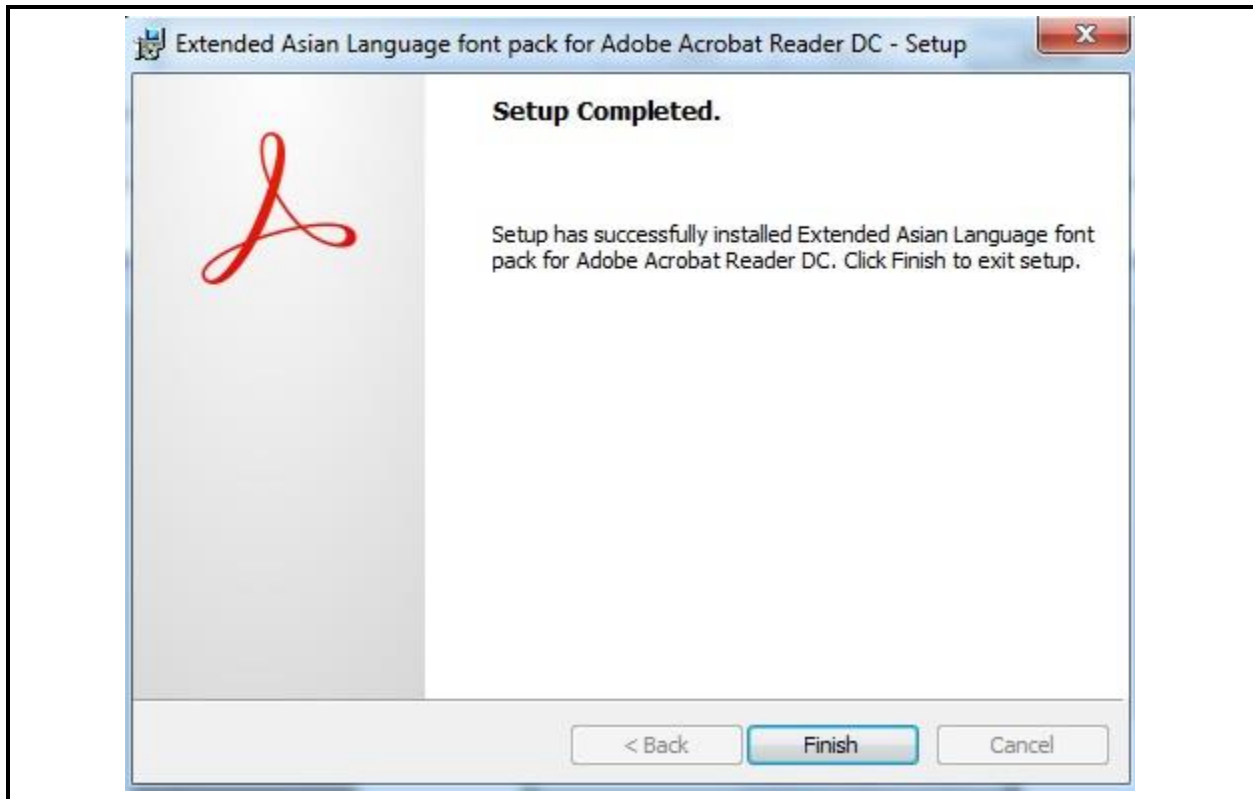 Extended Asian Language font pack for Adobe Acrobat Reader DC - Setup
Setup Completed.
Setup has successfully installed Extended Asian Language font
pack for Adobe Acrobat Reader DC. Click Finish to exit setup.
< Back Finish Cancel